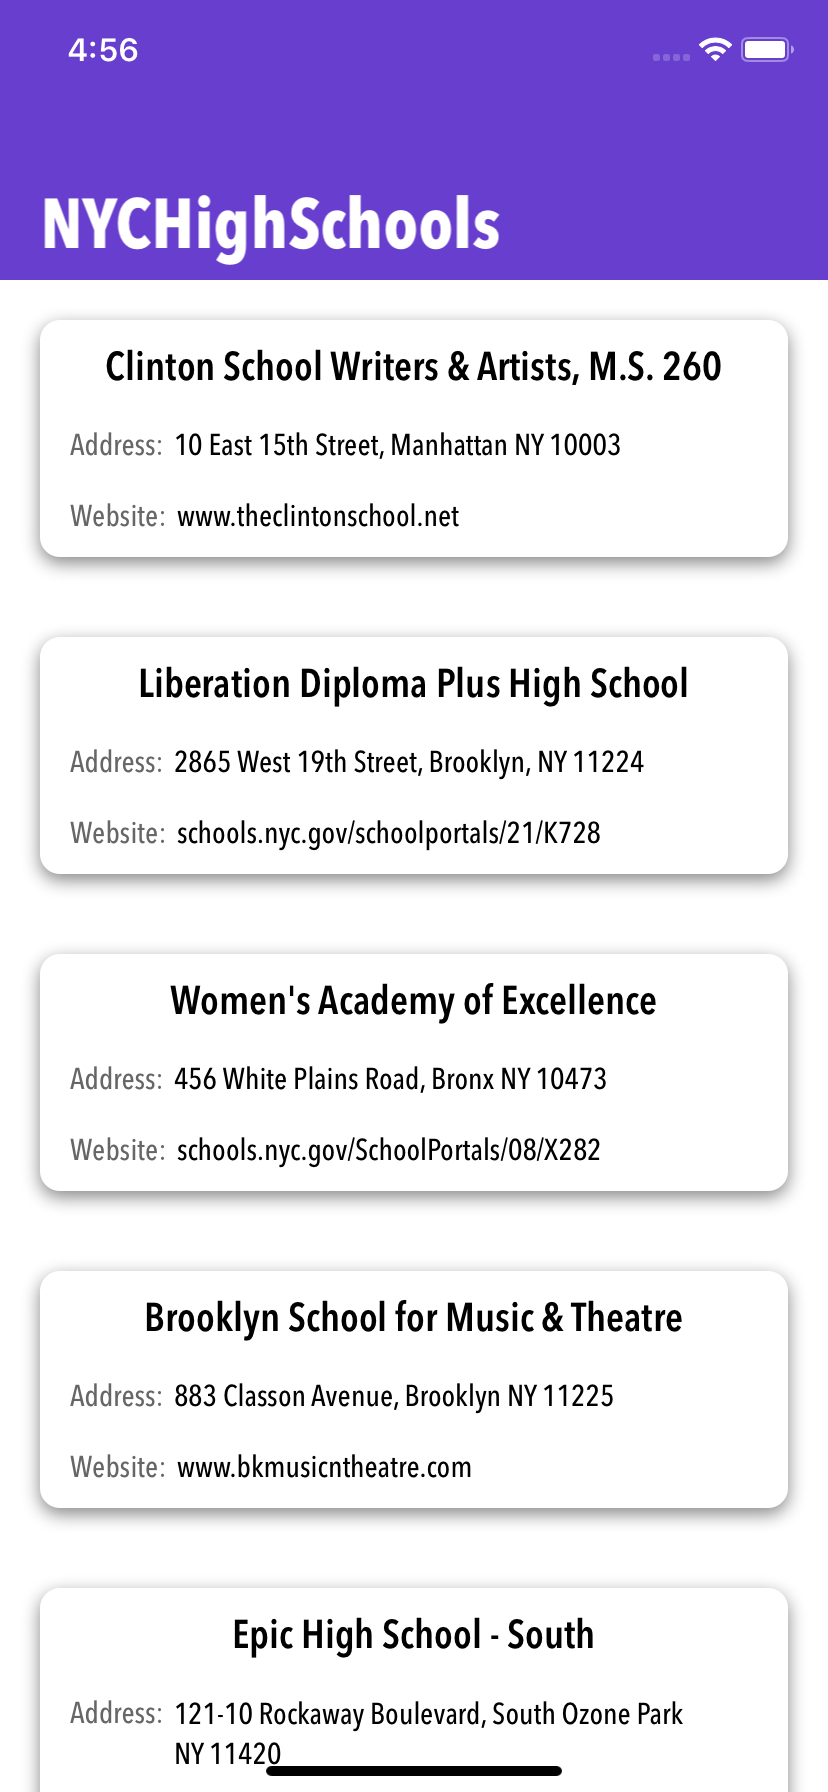 4:56
NYCHighSchools
Clinton School Writers & Artists, M.S. 260
Address: 10 East 15th Street, Manhattan NY 10003
Website: www.theclintonschool.net
Liberation Diploma Plus High School
Address: 2865 West 19th Street, Brooklyn, NY 11224
Website: schools.nyc.gov/schoolportals/21/K728
Women's Academy of Excellence
Address: 456 White Plains Road, Bronx NY 10473
Website: schools.nyc.gov/SchoolPortals/08/X282
Brooklyn School for Music & Theatre
Address: 883 Classon Avenue, Brooklyn NY 11225
Website: www.bkmusicntheatre.com
Epic High School - South
Address: 121-10 Rockaway Boulevard, South Ozone Park
NY 11420